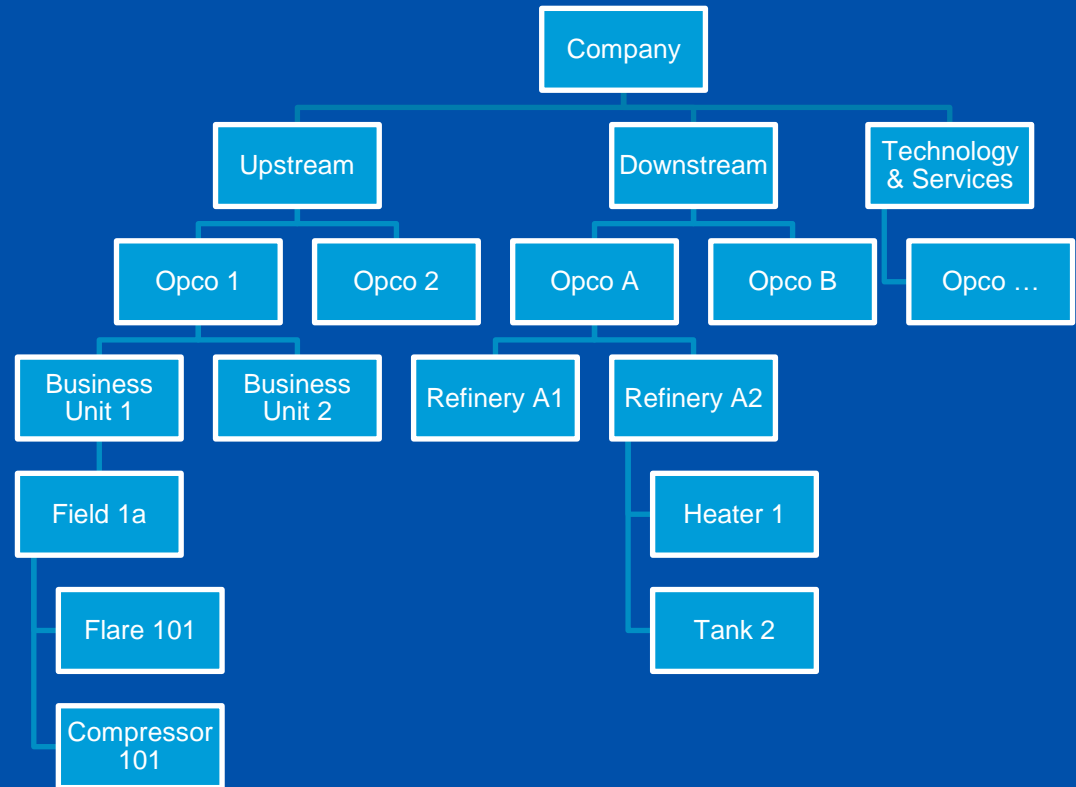 Company
Upstream
Downstream
Technology
& Services
Opco 1
Opco 2
Opco A
Opco B
Opco …
Business
Unit 1
Business
Unit 2
Refinery A1
Refinery A2
Field 1a
Heater 1
Flare 101
Tank 2
Compressor
101